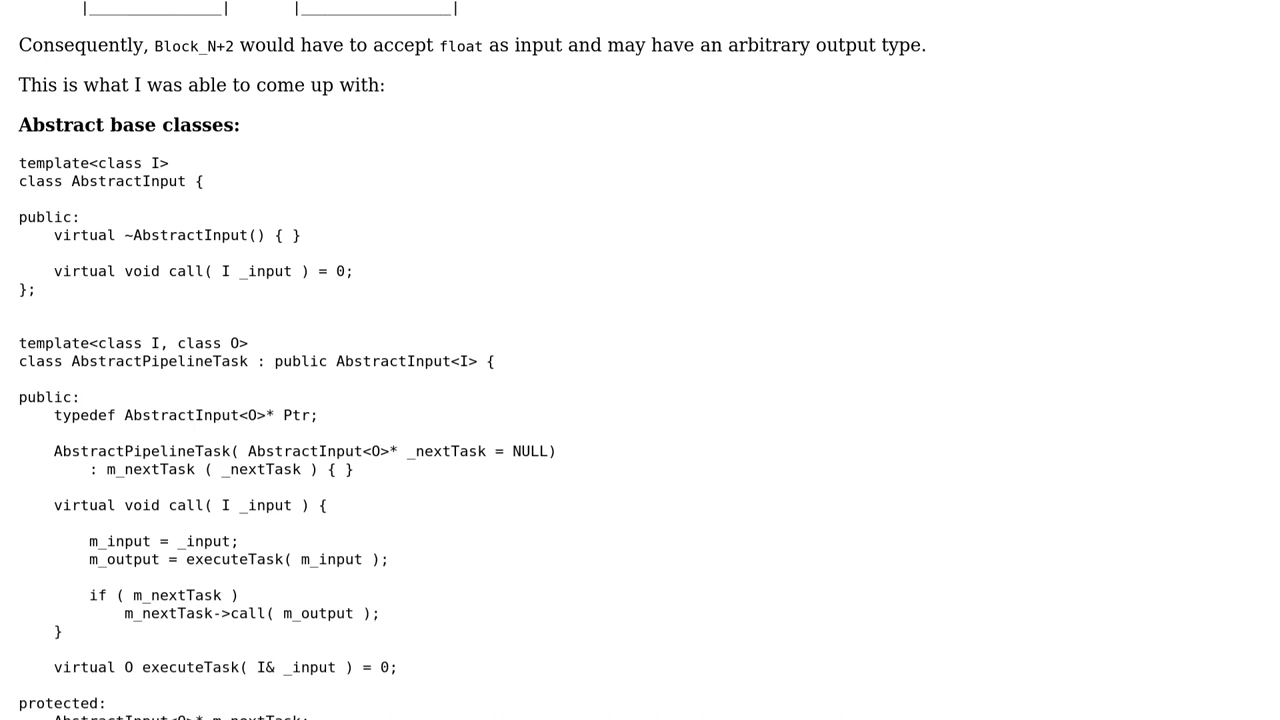 |_______________|       |_________________|
Consequently, Block_N+2 would have to accept float as input and may have an arbitrary output type.
This is what I was able to come up with:
Abstract base classes:
template<class I>
class AbstractInput {
public:
    virtual ~AbstractInput() { }
    virtual void call( I _input ) = 0;
};
template<class I, class O>
class AbstractPipelineTask : public AbstractInput<I> {
public:
    typedef AbstractInput<O>* Ptr;
    AbstractPipelineTask( AbstractInput<O>* _nextTask = NULL)
        : m_nextTask ( _nextTask ) { }
    virtual void call( I _input ) {
        m_input = _input;
        m_output = executeTask( m_input );
        if ( m_nextTask )
            m_nextTask->call( m_output );
    }
    virtual O executeTask( I& _input ) = 0;
protected:
    AbstractInput<O>* m_nextTask;